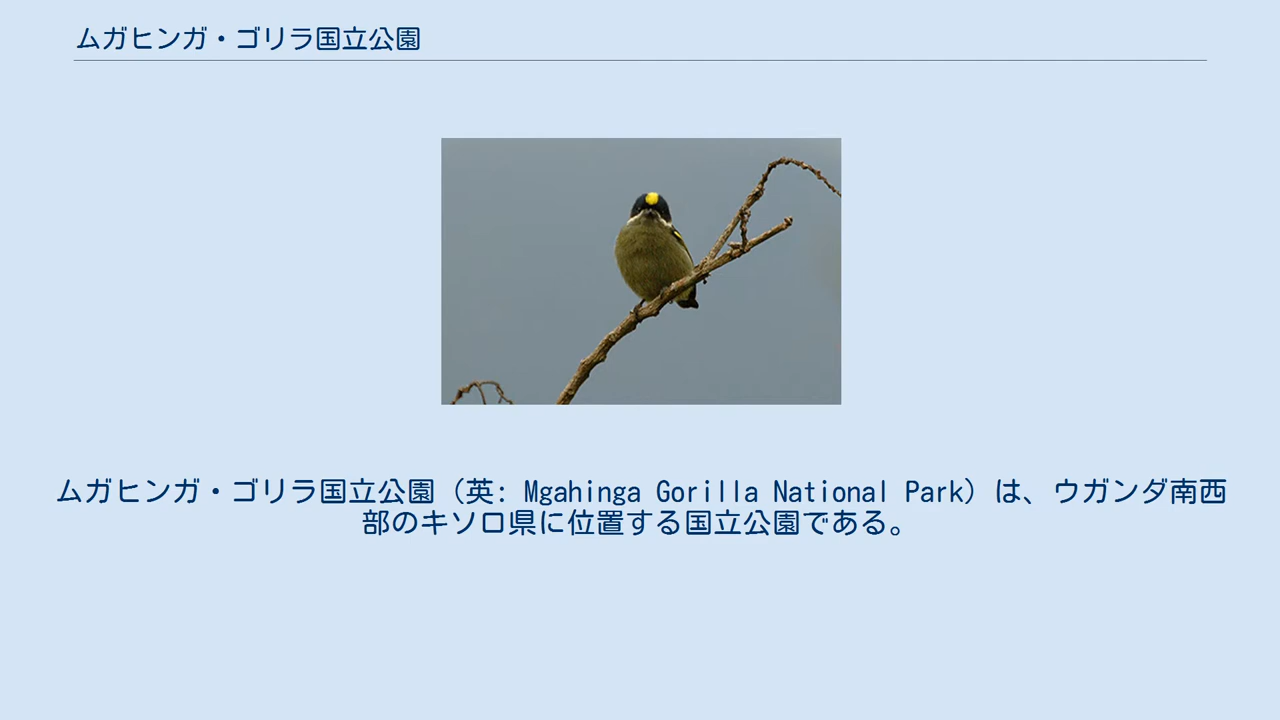 ムガヒンガ・ゴリラ国立公園
ムガヒンガ・ゴリラ国立公園（英: Mgahinga Gorilla National Park）は、ウガンダ南西
部のキソロ県に位置する国立公園である。